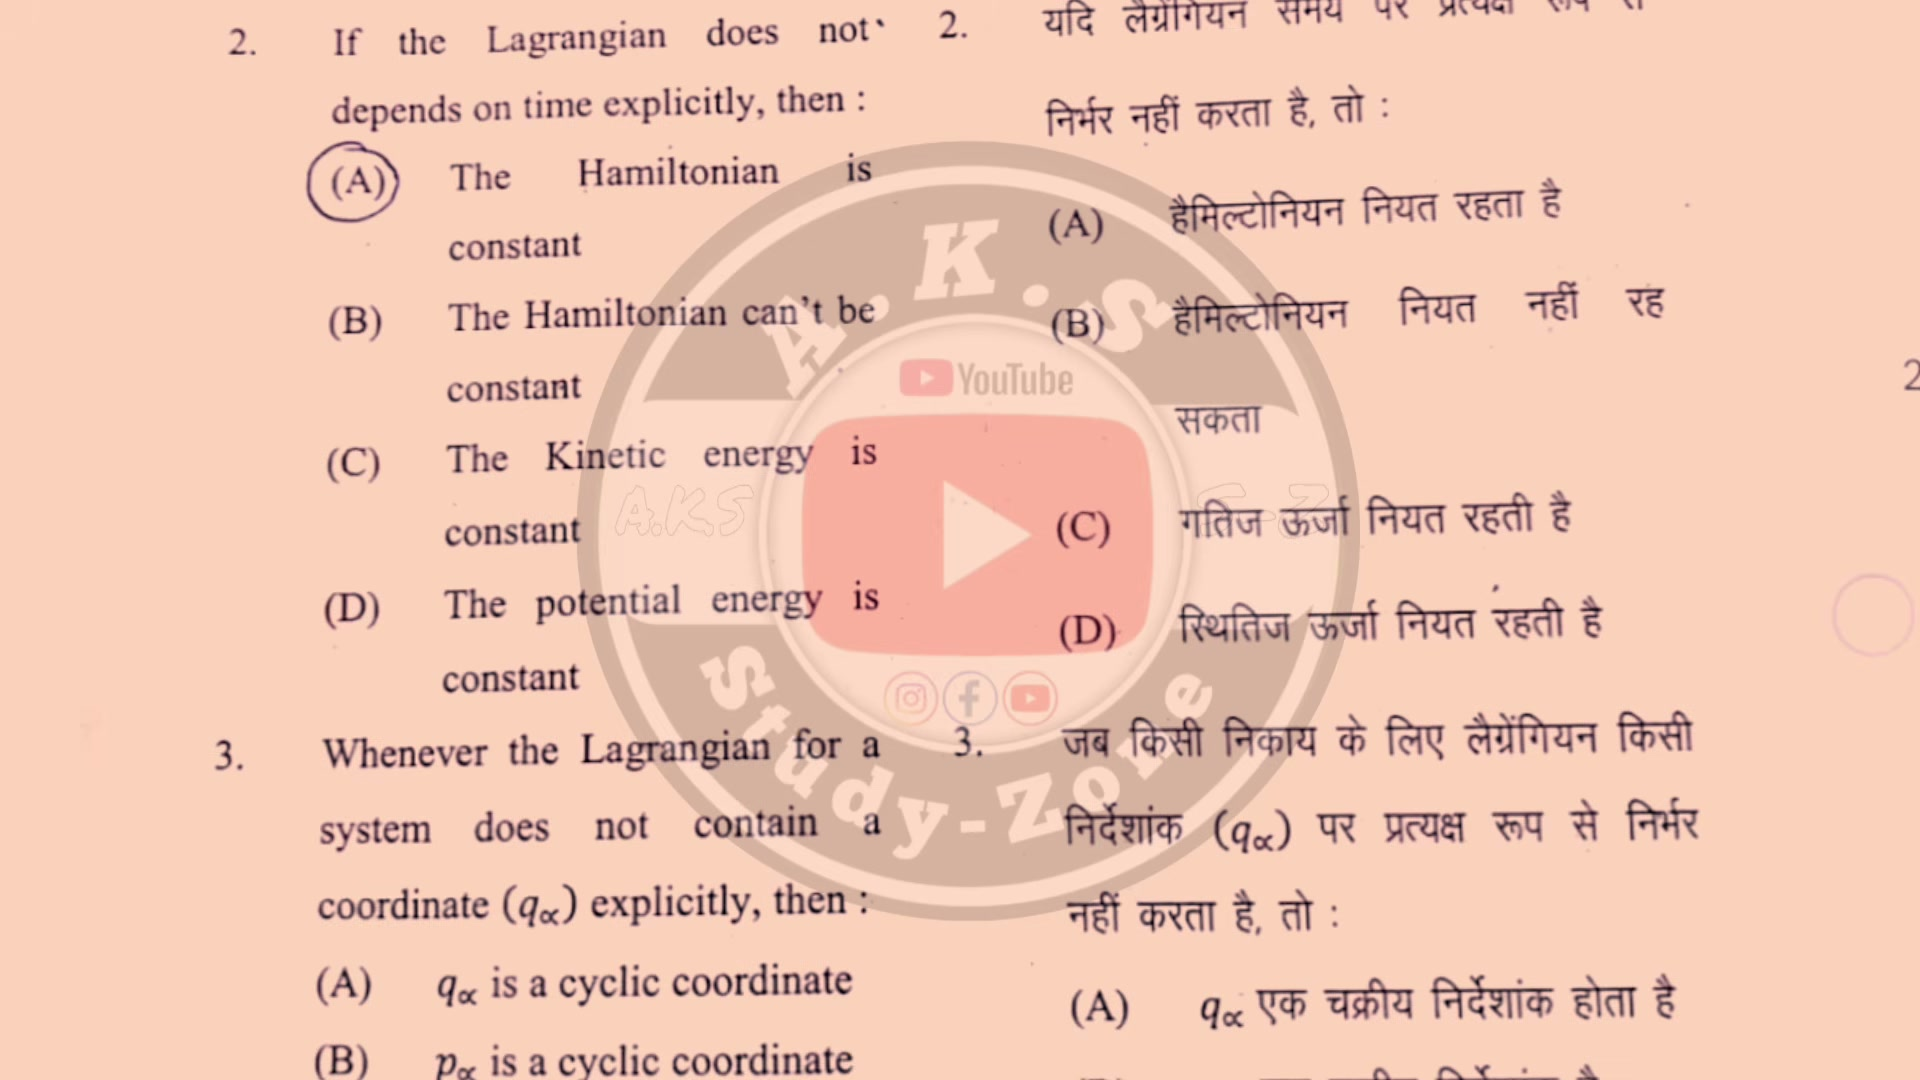 2. If the Lagrangian does not
depends on time explicitly, then :
(A) The Hamiltonian is
constant
(B) The Hamiltonian can't be
constant
(C) The Kinetic energy is
constant
(D) The potential energy is
constant
3. Whenever the Lagrangian for a
system does not contain a
coordinate (q∝) explicitly, then :
(A) q∝ is a cyclic coordinate
(B) p∝ is a cyclic coordinate
2. यदि लैग्रेंगियन समय पर प्रत्यक्ष रूप से
निर्भर नहीं करता है, तो :
(A) हैमिल्टोनियन नियत रहता है
(B) हैमिल्टोनियन नियत नहीं रह
सकता
(C) गतिज ऊर्जा नियत रहती है
(D) स्थितिज ऊर्जा नियत रहती है
3. जब किसी निकाय के लिए लैग्रेंगियन किसी
निर्देशांक (q∝) पर प्रत्यक्ष रूप से निर्भर
नहीं करता है, तो :
(A) q∝ एक चक्रीय निर्देशांक होता है
2
A.K.S
YouTube
A.K.S
S-Z
Study-Zone